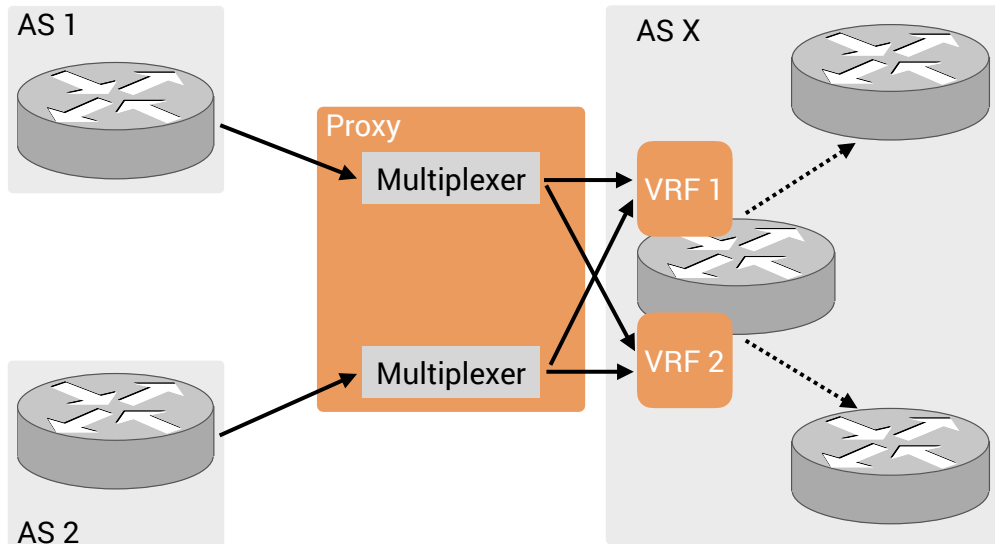 AS 1
AS X
Proxy
Multiplexer
VRF 1
Multiplexer
VRF 2
AS 2